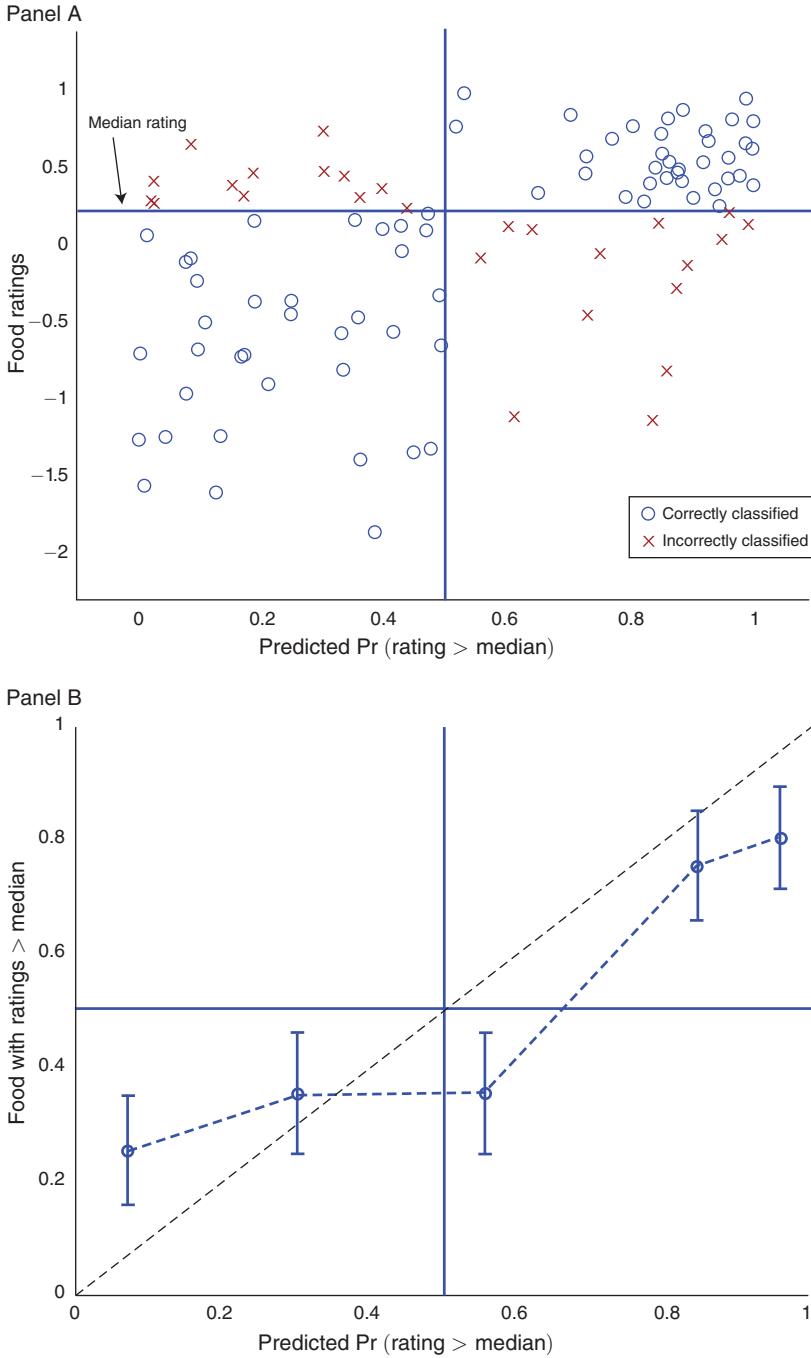 Panel A
Median rating
Food ratings
1
0.5
0
−0.5
−1
−1.5
−2
Correctly classified
Incorrectly classified
0 0.2 0.4 0.6 0.8 1
Predicted Pr (rating > median)
Panel B
Food with ratings > median
1
0.8
0.6
0.4
0.2
0
0 0.2 0.4 0.6 0.8 1
Predicted Pr (rating > median)